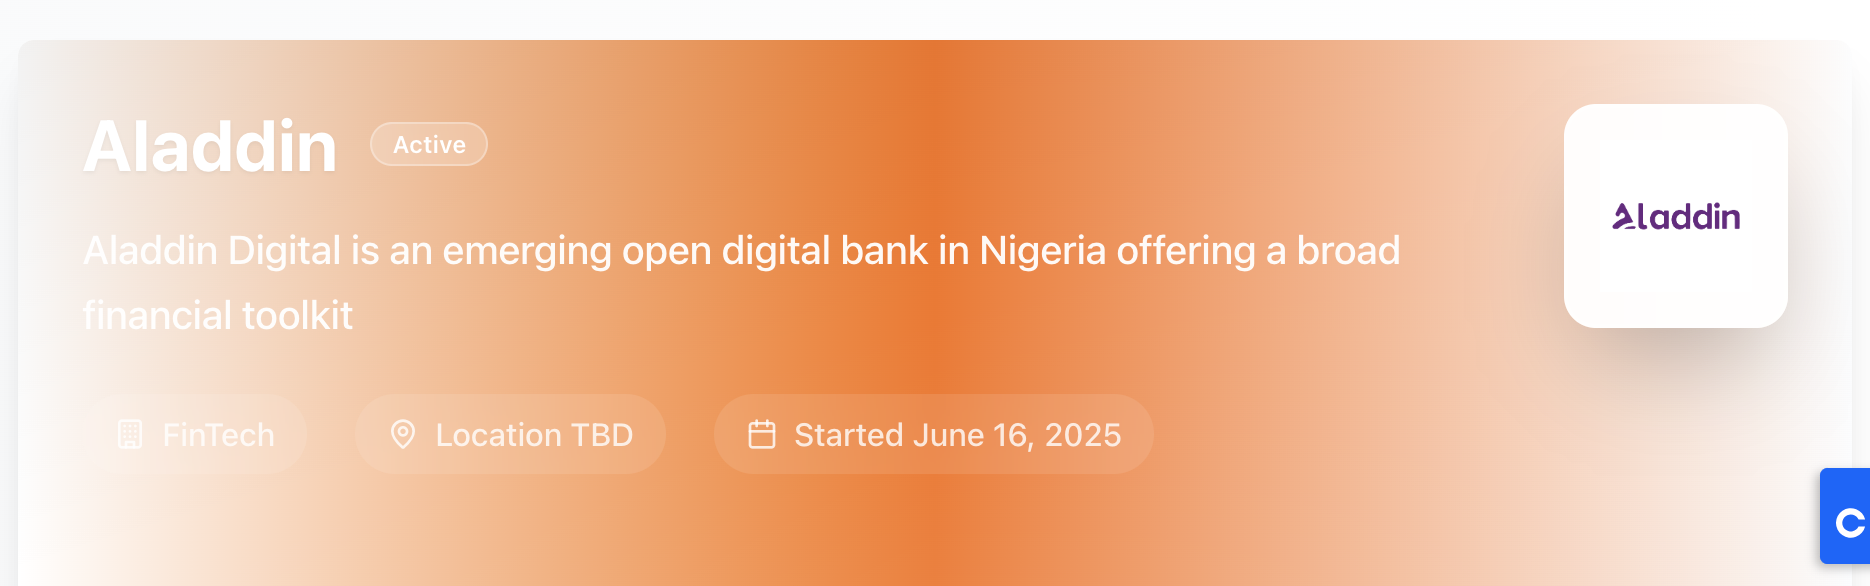 Aladdin
Active
Aladdin Digital is an emerging open digital bank in Nigeria offering a broad
financial toolkit
FinTech
Location TBD
Started June 16, 2025
Aladdin
C